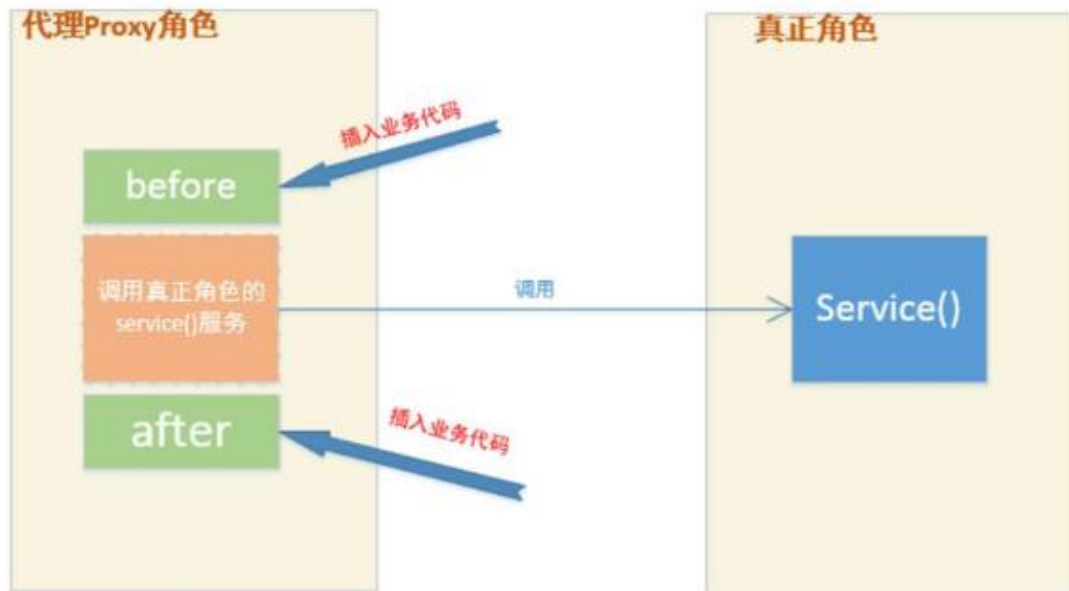 代理Proxy角色
真正角色
插入业务代码
before
调用真正角色的
service()服务
调用
Service()
after
插入业务代码